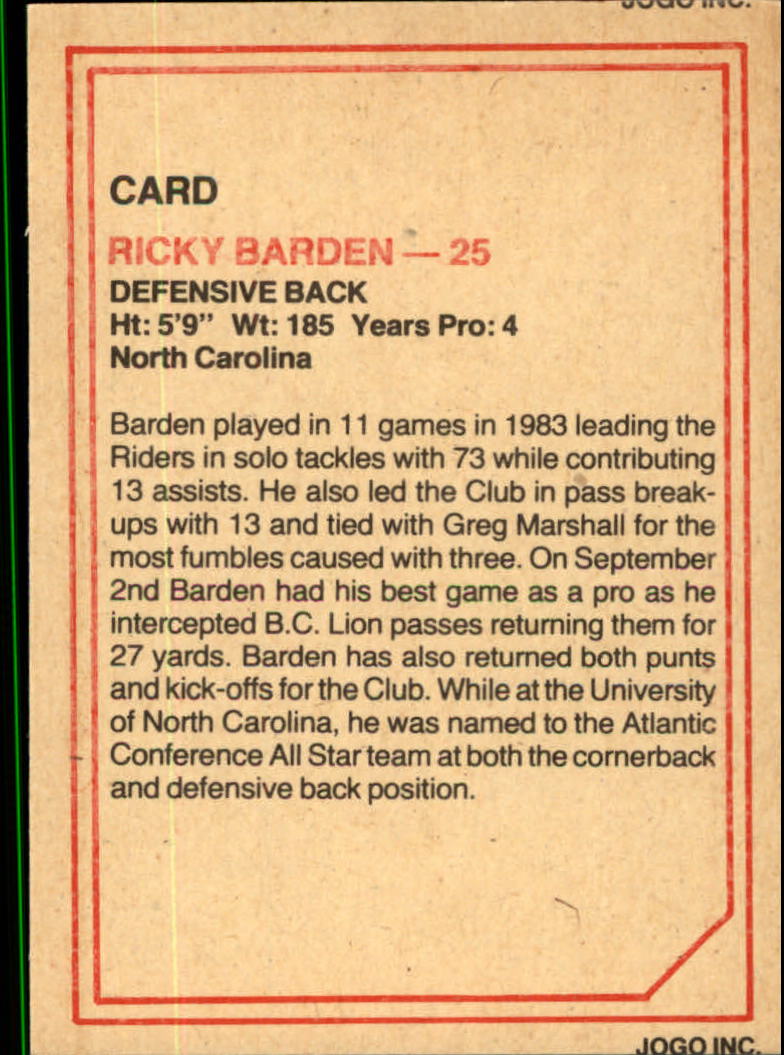 JOGO INC.
CARD
RICKY BARDEN — 25
DEFENSIVE BACK
Ht: 5'9" Wt: 185 Years Pro: 4
North Carolina
Barden played in 11 games in 1983 leading the
Riders in solo tackles with 73 while contributing
13 assists. He also led the Club in pass break-
ups with 13 and tied with Greg Marshall for the
most fumbles caused with three. On September
2nd Barden had his best game as a pro as he
intercepted B.C. Lion passes returning them for
27 yards. Barden has also returned both punts
and kick-offs for the Club. While at the University
of North Carolina, he was named to the Atlantic
Conference All Star team at both the cornerback
and defensive back position.
JOGO INC.